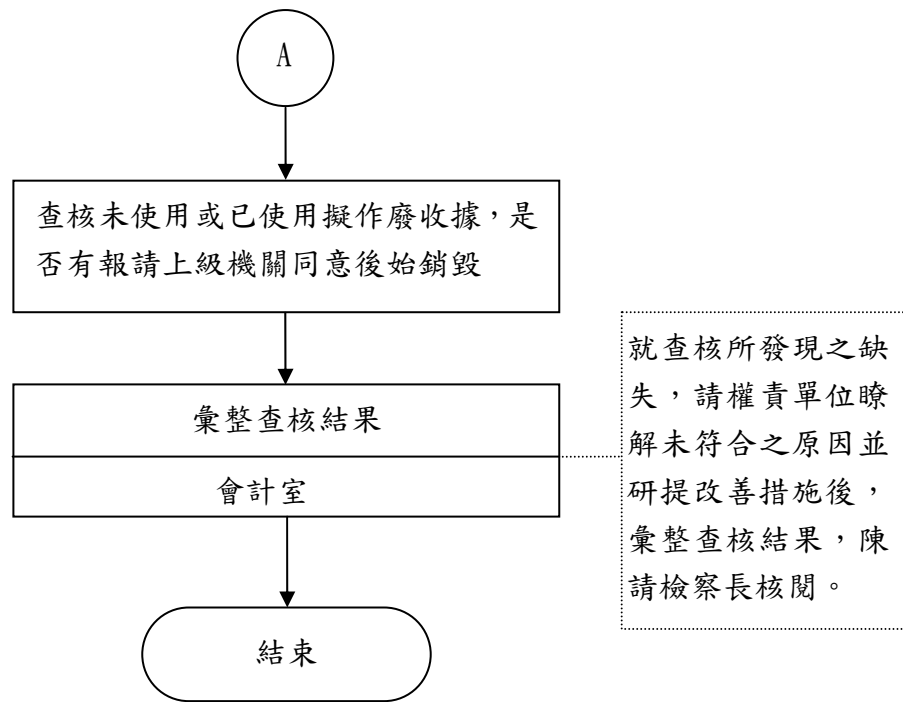 A
查核未使用或已使用擬作廢收據,是
否有報請上級機關同意後始銷毀
彙整查核結果
會計室
就查核所發現之缺
失,請權責單位瞭
解未符合之原因並
研提改善措施後,
彙整查核結果,陳
請檢察長核閱。
結束